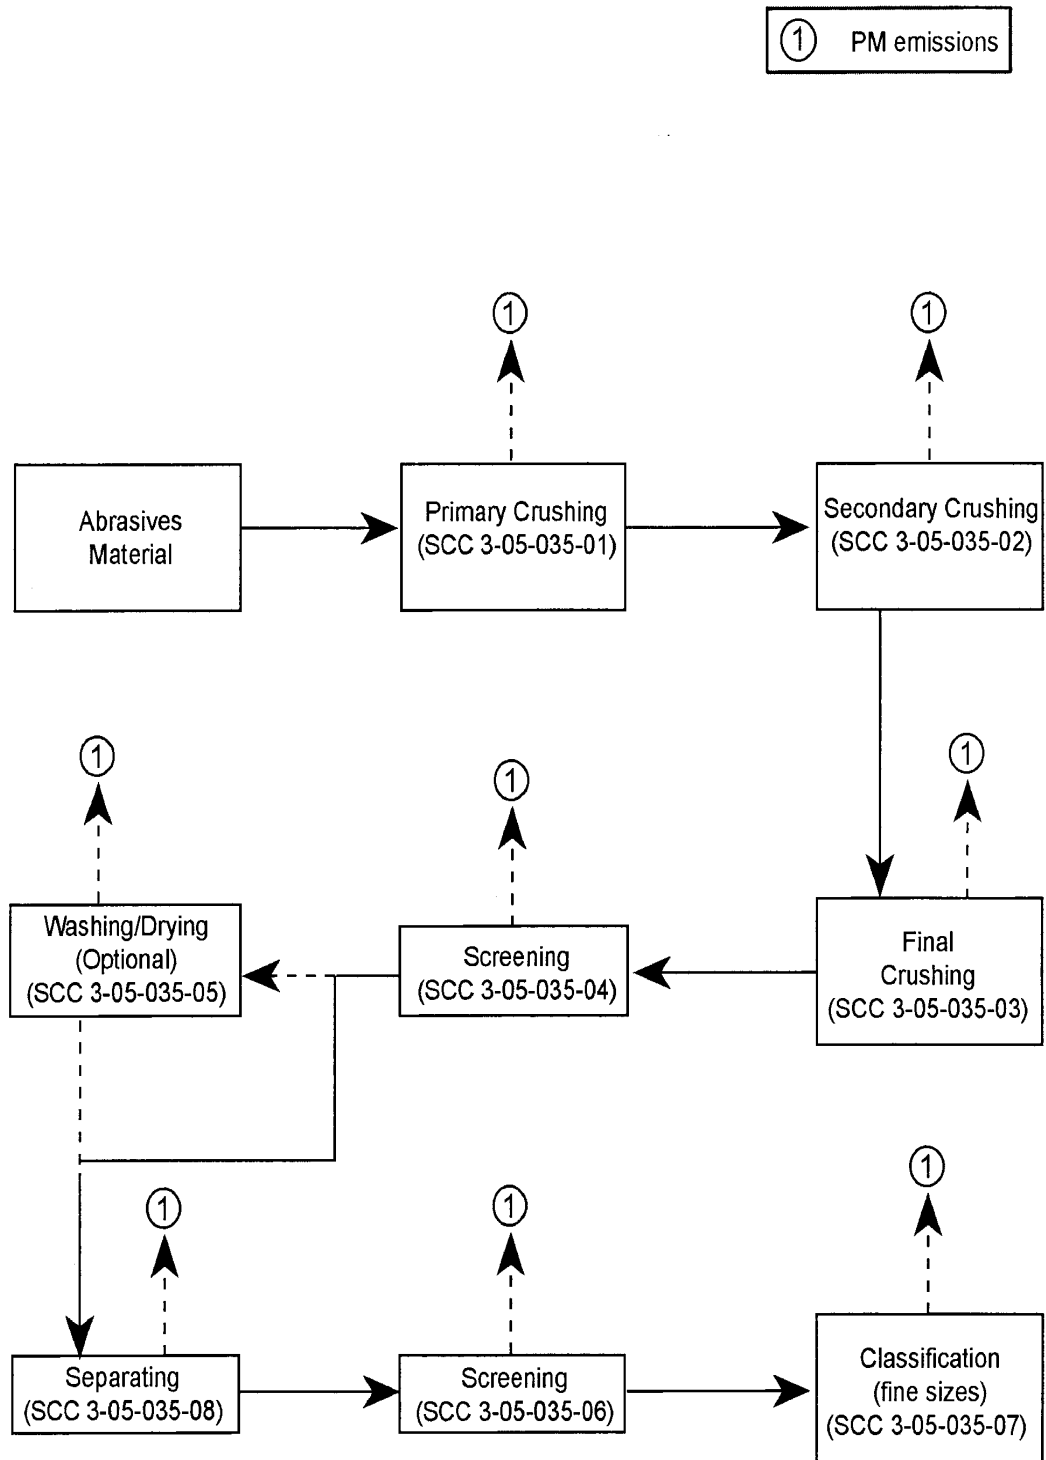 1 PM emissions
1
1
Abrasives
Material
Primary Crushing
(SCC 3-05-035-01)
Secondary Crushing
(SCC 3-05-035-02)
1
1
1
Washing/Drying
(Optional)
(SCC 3-05-035-05)
Screening
(SCC 3-05-035-04)
Final
Crushing
(SCC 3-05-035-03)
1
1
1
Separating
(SCC 3-05-035-08)
Screening
(SCC 3-05-035-06)
Classification
(fine sizes)
(SCC 3-05-035-07)